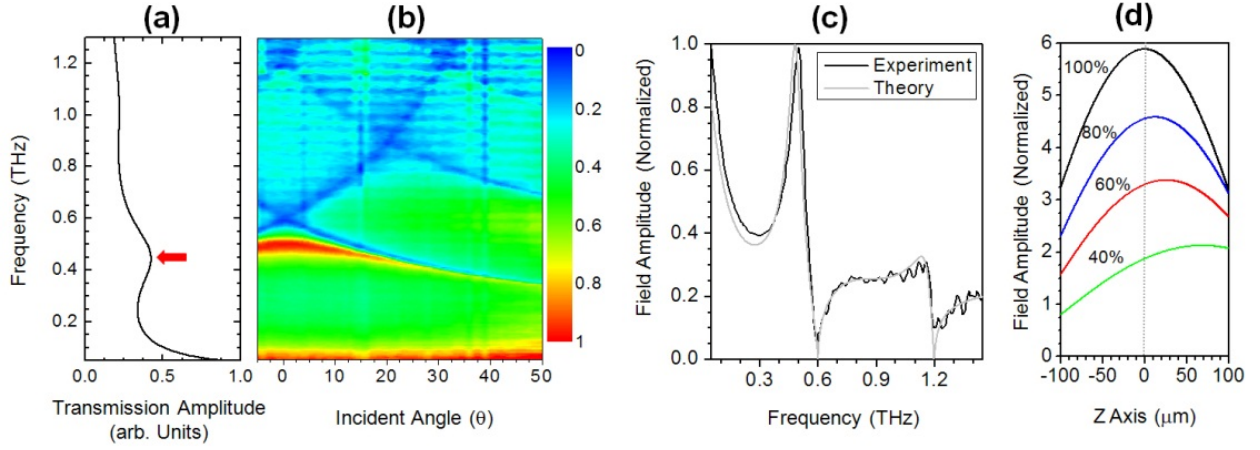 (a)
(b)
(c)
(d)
Frequency (THz)
1.2
1.0
0.8
0.6
0.4
0.2
0.0 0.5 1.0
Transmission Amplitude
(arb. Units)
0 10 20 30 40 50
Incident Angle (θ)
0
0.2
0.4
0.6
0.8
1
Field Amplitude (Normalized)
1.0
0.8
0.6
0.4
0.2
0.0
Experiment
Theory
0.3 0.6 0.9 1.2
Frequency (THz)
Field Amplitude (Normalized)
6
5
4
3
2
1
0
100%
80%
60%
40%
-100 -50 0 50 100
Z Axis (μm)